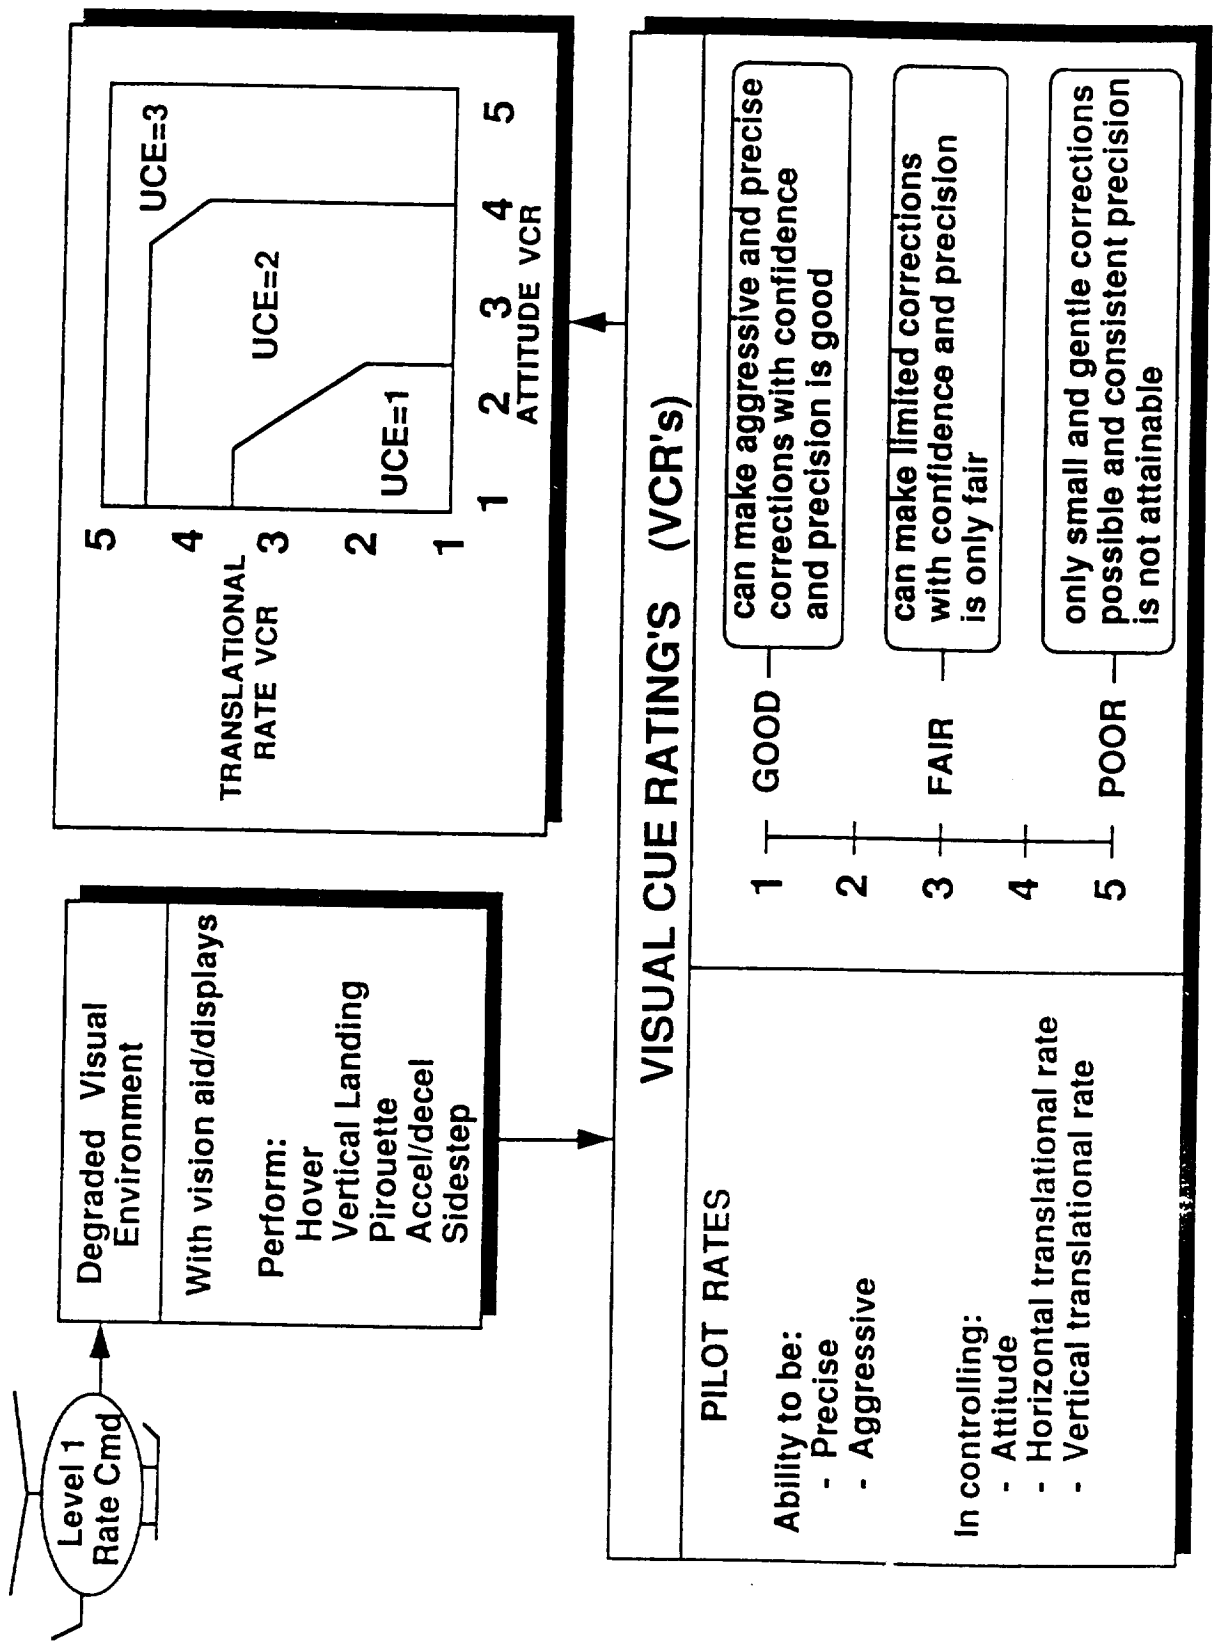 Level 1
Rate Cmd
Degraded Visual
Environment
With vision aid/displays
Perform:
Hover
Vertical Landing
Pirouette
Accel/decel
Sidestep
TRANSLATIONAL
RATE VCR
5
4
3
2
1
UCE=3
UCE=2
UCE=1
1 2 3 4 5
ATTITUDE VCR
VISUAL CUE RATING'S (VCR's)
PILOT RATES
Ability to be:
- Precise
- Aggressive
In controlling:
- Attitude
- Horizontal translational rate
- Vertical translational rate
1 GOOD
can make aggressive and precise
corrections with confidence
and precision is good
2
3 FAIR
can make limited corrections
with confidence and precision
is only fair
4
5 POOR
only small and gentle corrections
possible and consistent precision
is not attainable